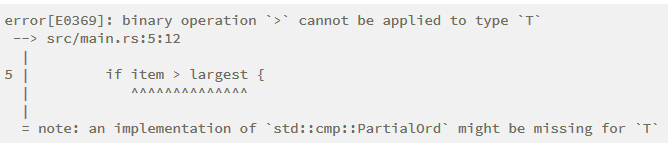 error[E0369]: binary operation `>` cannot be applied to type `T`
 --> src/main.rs:5:12
  |
5 |         if item > largest {
  |            ^^^^^^^^^^^^^^
  |
  = note: an implementation of `std::cmp::PartialOrd` might be missing for `T`